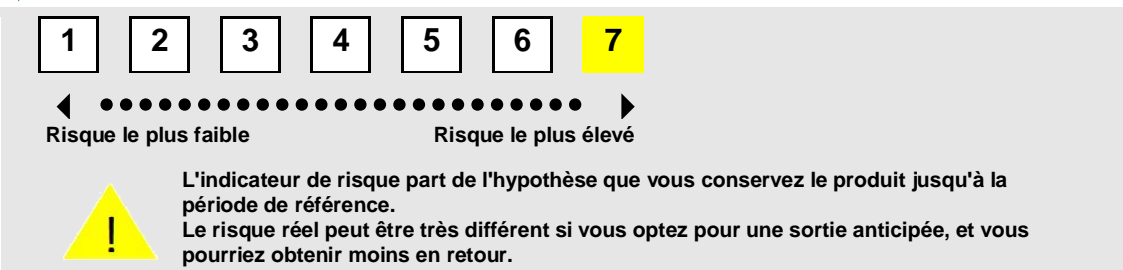 1 2 3 4 5 6 7
Risque le plus faible Risque le plus élevé
L'indicateur de risque part de l'hypothèse que vous conservez le produit jusqu'à la
période de référence.
Le risque réel peut être très différent si vous optez pour une sortie anticipée, et vous
pourriez obtenir moins en retour.
!